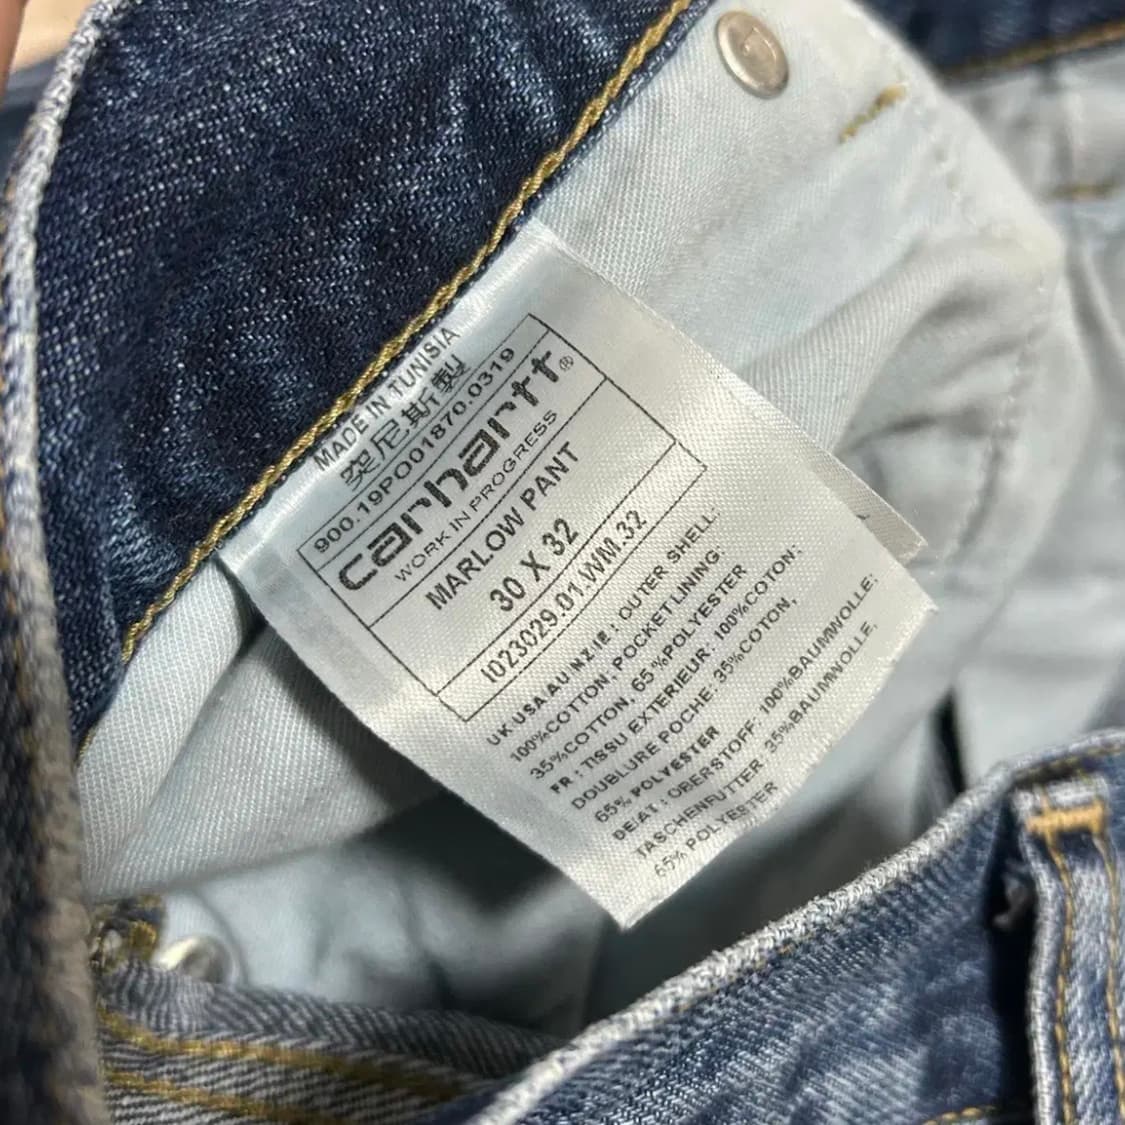 MADE IN TUNISIA
突尼斯製
900.19PO01870.0319
carhartt®
WORK IN PROGRESS
MARLOW PANT
30 X 32
I023029.01.WM.32
UK.USA.AU.NZ.IE : OUTER SHELL:
100%COTTON, POCKET LINING:
35%COTTON, 65%POLYESTER
FR : TISSU EXTERIEUR: 100%COTON;
DOUBLURE POCHE: 35%COTON,
65% POLYESTER
DE/AT: OBERSTOFF: 100%BAUMWOLLE;
TASCHENFUTTER 35%BAUMWOLLE,
65% POLYESTER